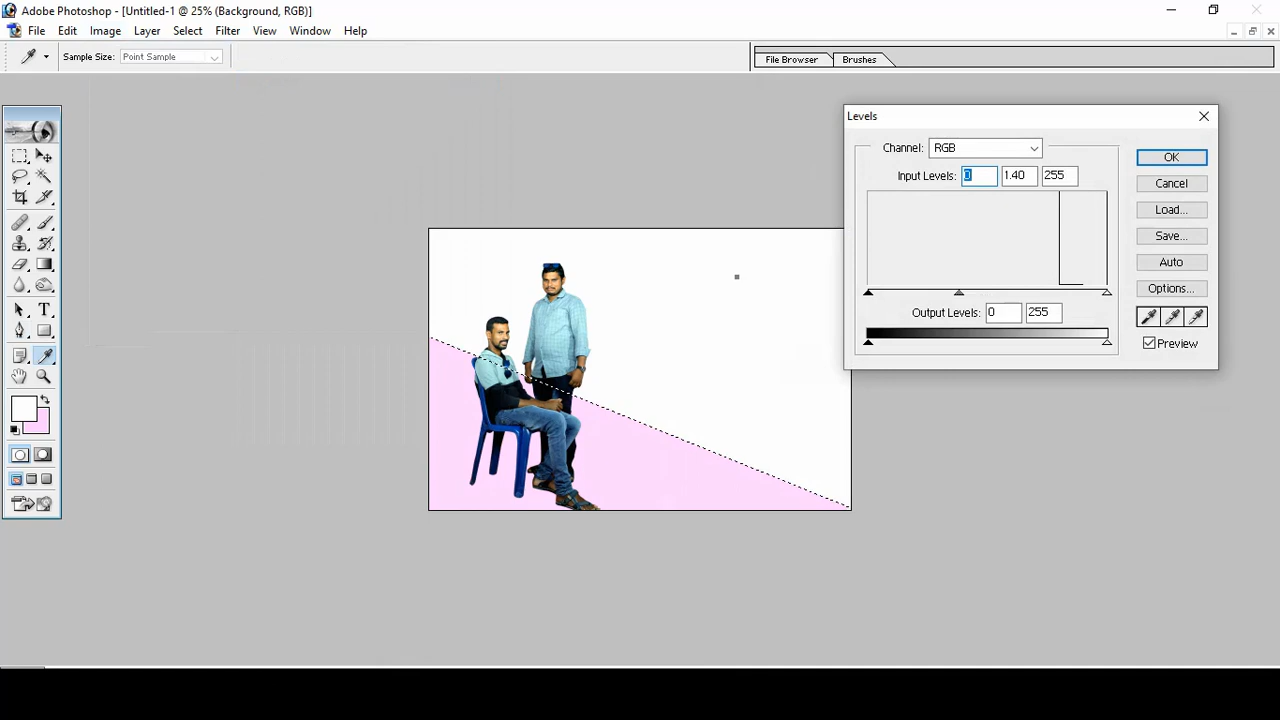 Adobe Photoshop - [Untitled-1 @ 25% (Background, RGB)]
File Edit Image Layer Select Filter View Window Help
Sample Size: Point Sample
File Browser Brushes
Levels
Channel: RGB
Input Levels: 0 1.40 255
Output Levels: 0 255
OK
Cancel
Load...
Save...
Auto
Options...
Preview